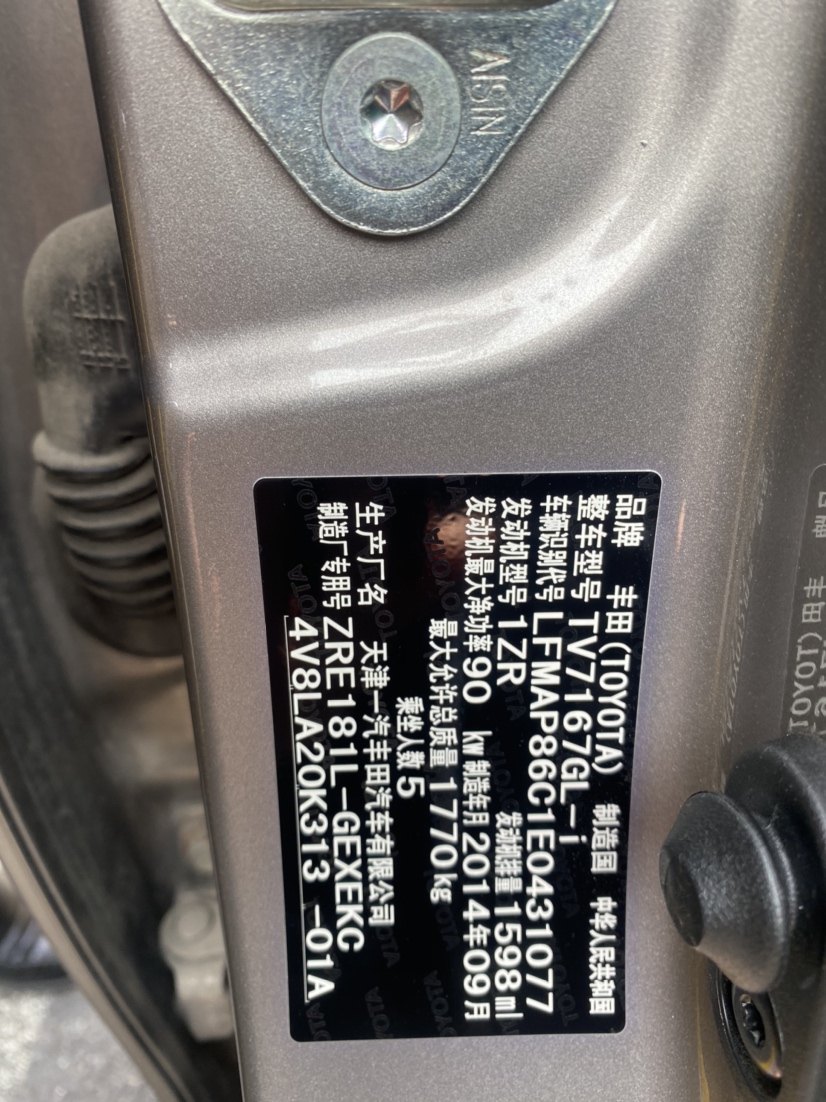 AISIN
品牌 丰田(TOYOTA) 制造国 中华人民共和国
整车型号 TV7167GL-i
车辆识别代号 LFMAP86C1E0431077
发动机型号 1ZR 发动机排量 1598ml
发动机最大净功率 90 kw 制造年月 2014年09月
最大允许总质量 1770kg
乘坐人数 5
生产厂名 天津一汽丰田汽车有限公司
制造厂专用号 ZRE181L-GEXEKC
4V8LA20K313 -01A